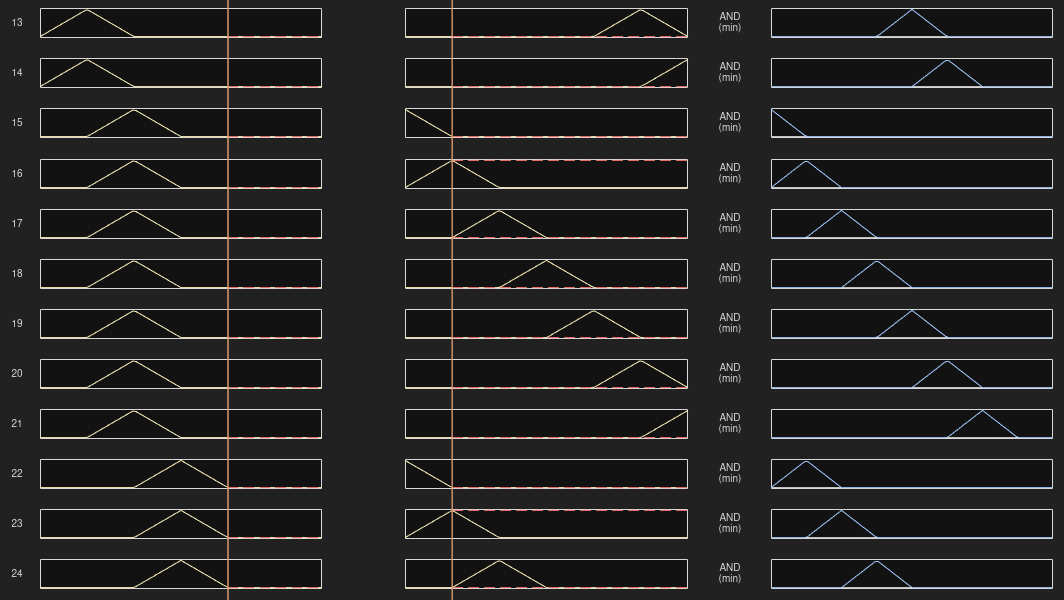 13 AND
(min)
14 AND
(min)
15 AND
(min)
16 AND
(min)
17 AND
(min)
18 AND
(min)
19 AND
(min)
20 AND
(min)
21 AND
(min)
22 AND
(min)
23 AND
(min)
24 AND
(min)